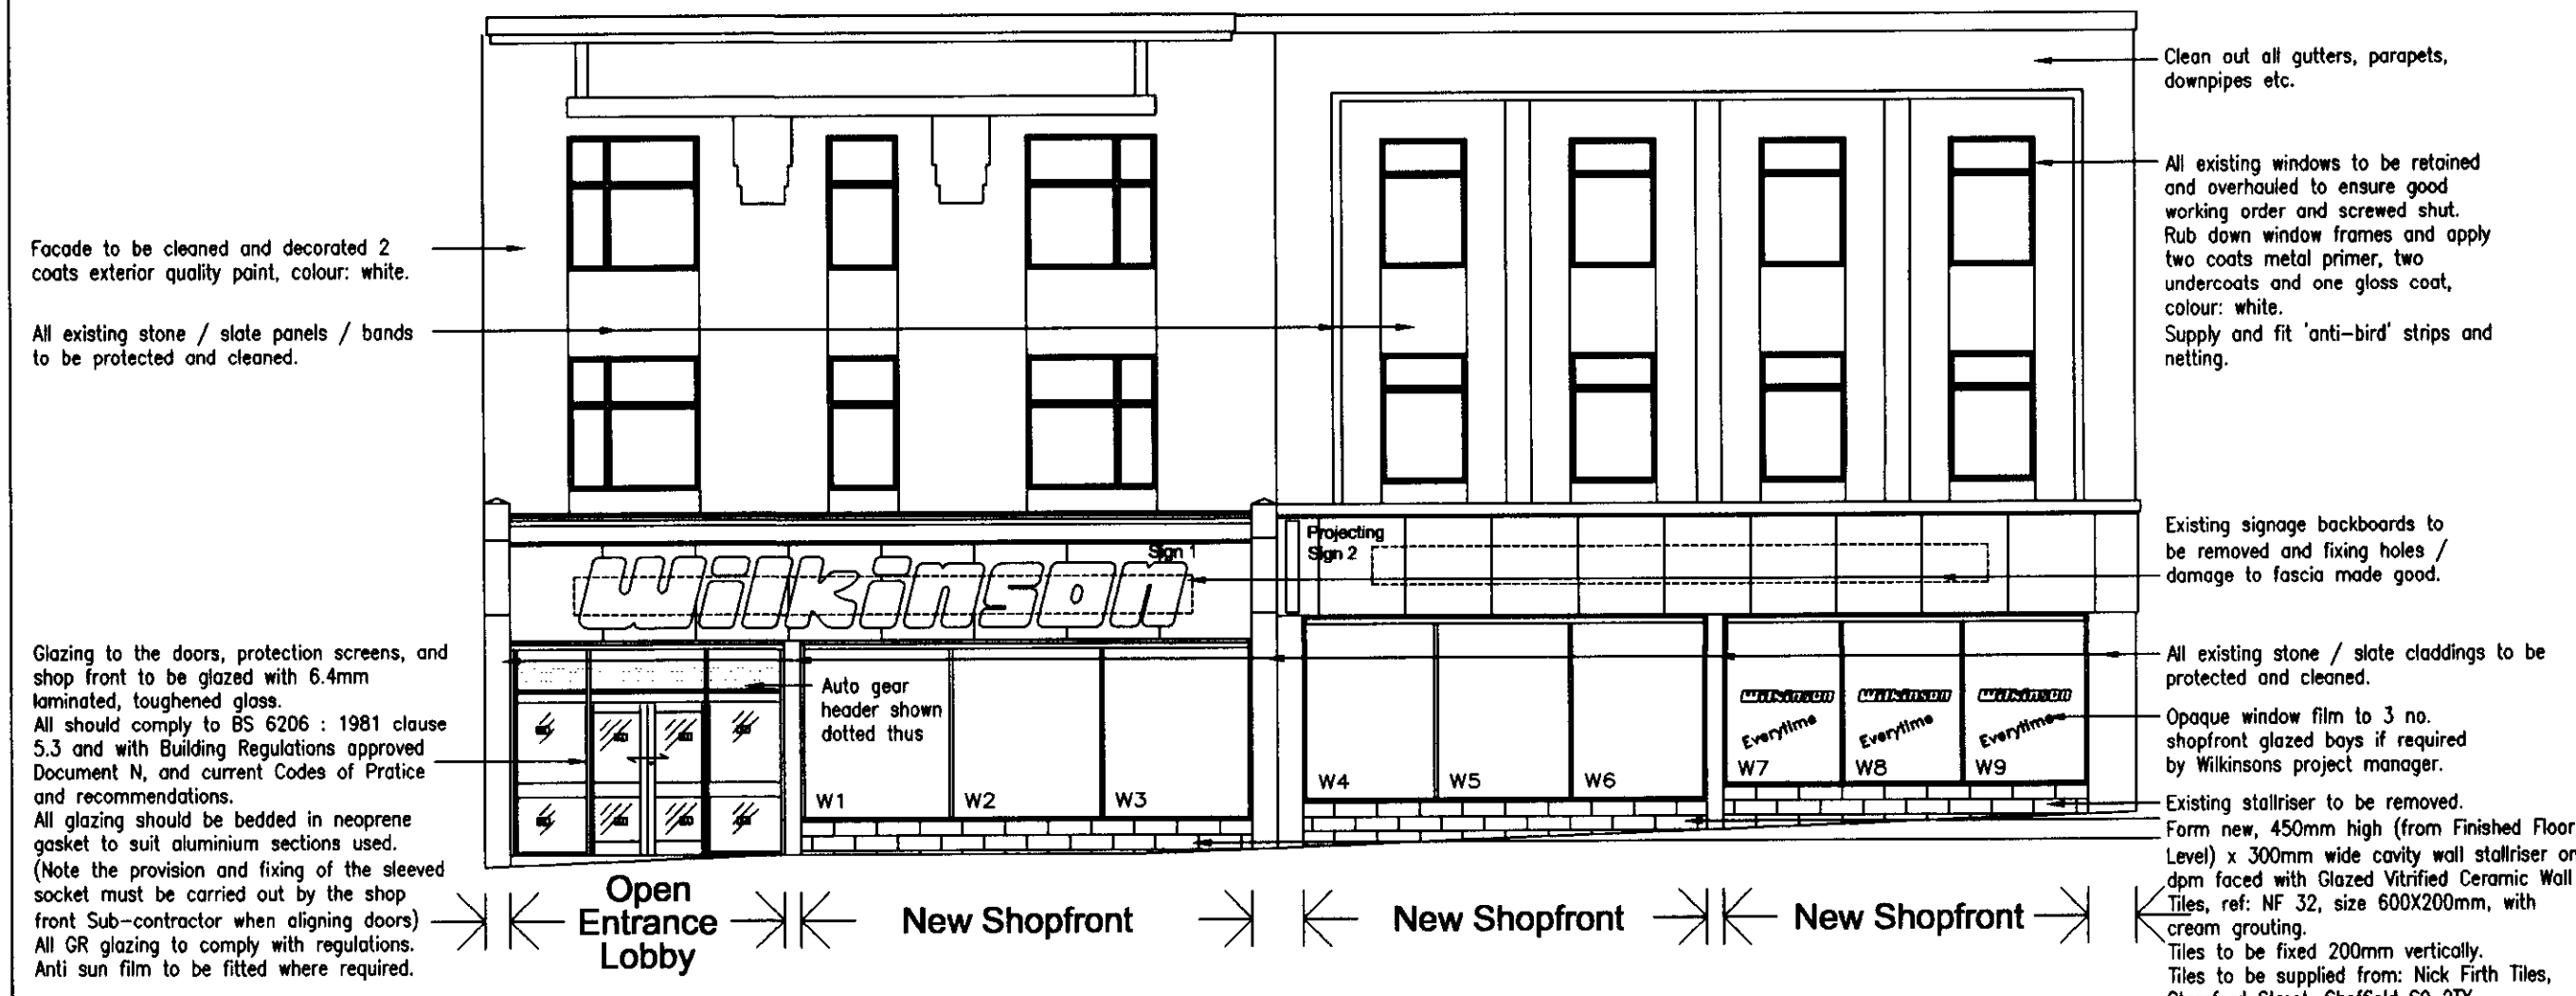 Clean out all gutters, parapets,
downpipes etc.
All existing windows to be retained
and overhauled to ensure good
working order and screwed shut.
Rub down window frames and apply
two coats metal primer, two
undercoats and one gloss coat,
colour: white.
Supply and fit 'anti-bird' strips and
netting.
Facade to be cleaned and decorated 2
coats exterior quality paint, colour: white.
All existing stone / slate panels / bands
to be protected and cleaned.
Wilkinson
Sign 1
Projecting
Sign 2
Existing signage backboards to
be removed and fixing holes /
damage to fascia made good.
Glazing to the doors, protection screens, and
shop front to be glazed with 6.4mm
laminated, toughened glass.
All should comply to BS 6206 : 1981 clause
5.3 and with Building Regulations approved
Document N, and current Codes of Pratice
and recommendations.
All glazing should be bedded in neoprene
gasket to suit aluminium sections used.
(Note the provision and fixing of the sleeved
socket must be carried out by the shop
front Sub-contractor when aligning doors)
All GR glazing to comply with regulations.
Anti sun film to be fitted where required.
Auto gear
header shown
dotted thus
W1
W2
W3
W4
W5
W6
Wilkinson
Everytime
W7
Wilkinson
Everytime
W8
Wilkinson
Everytime
W9
All existing stone / slate claddings to be
protected and cleaned.
Opaque window film to 3 no.
shopfront glazed bays if required
by Wilkinsons project manager.
Existing stallriser to be removed.
Form new, 450mm high (from Finished Floor
Level) x 300mm wide cavity wall stallriser on
dpm faced with Glazed Vitrified Ceramic Wall
Tiles, ref: NF 32, size 600X200mm, with
cream grouting.
Tiles to be fixed 200mm vertically.
Tiles to be supplied from: Nick Firth Tiles,
Open
Entrance
Lobby
New Shopfront
New Shopfront
New Shopfront